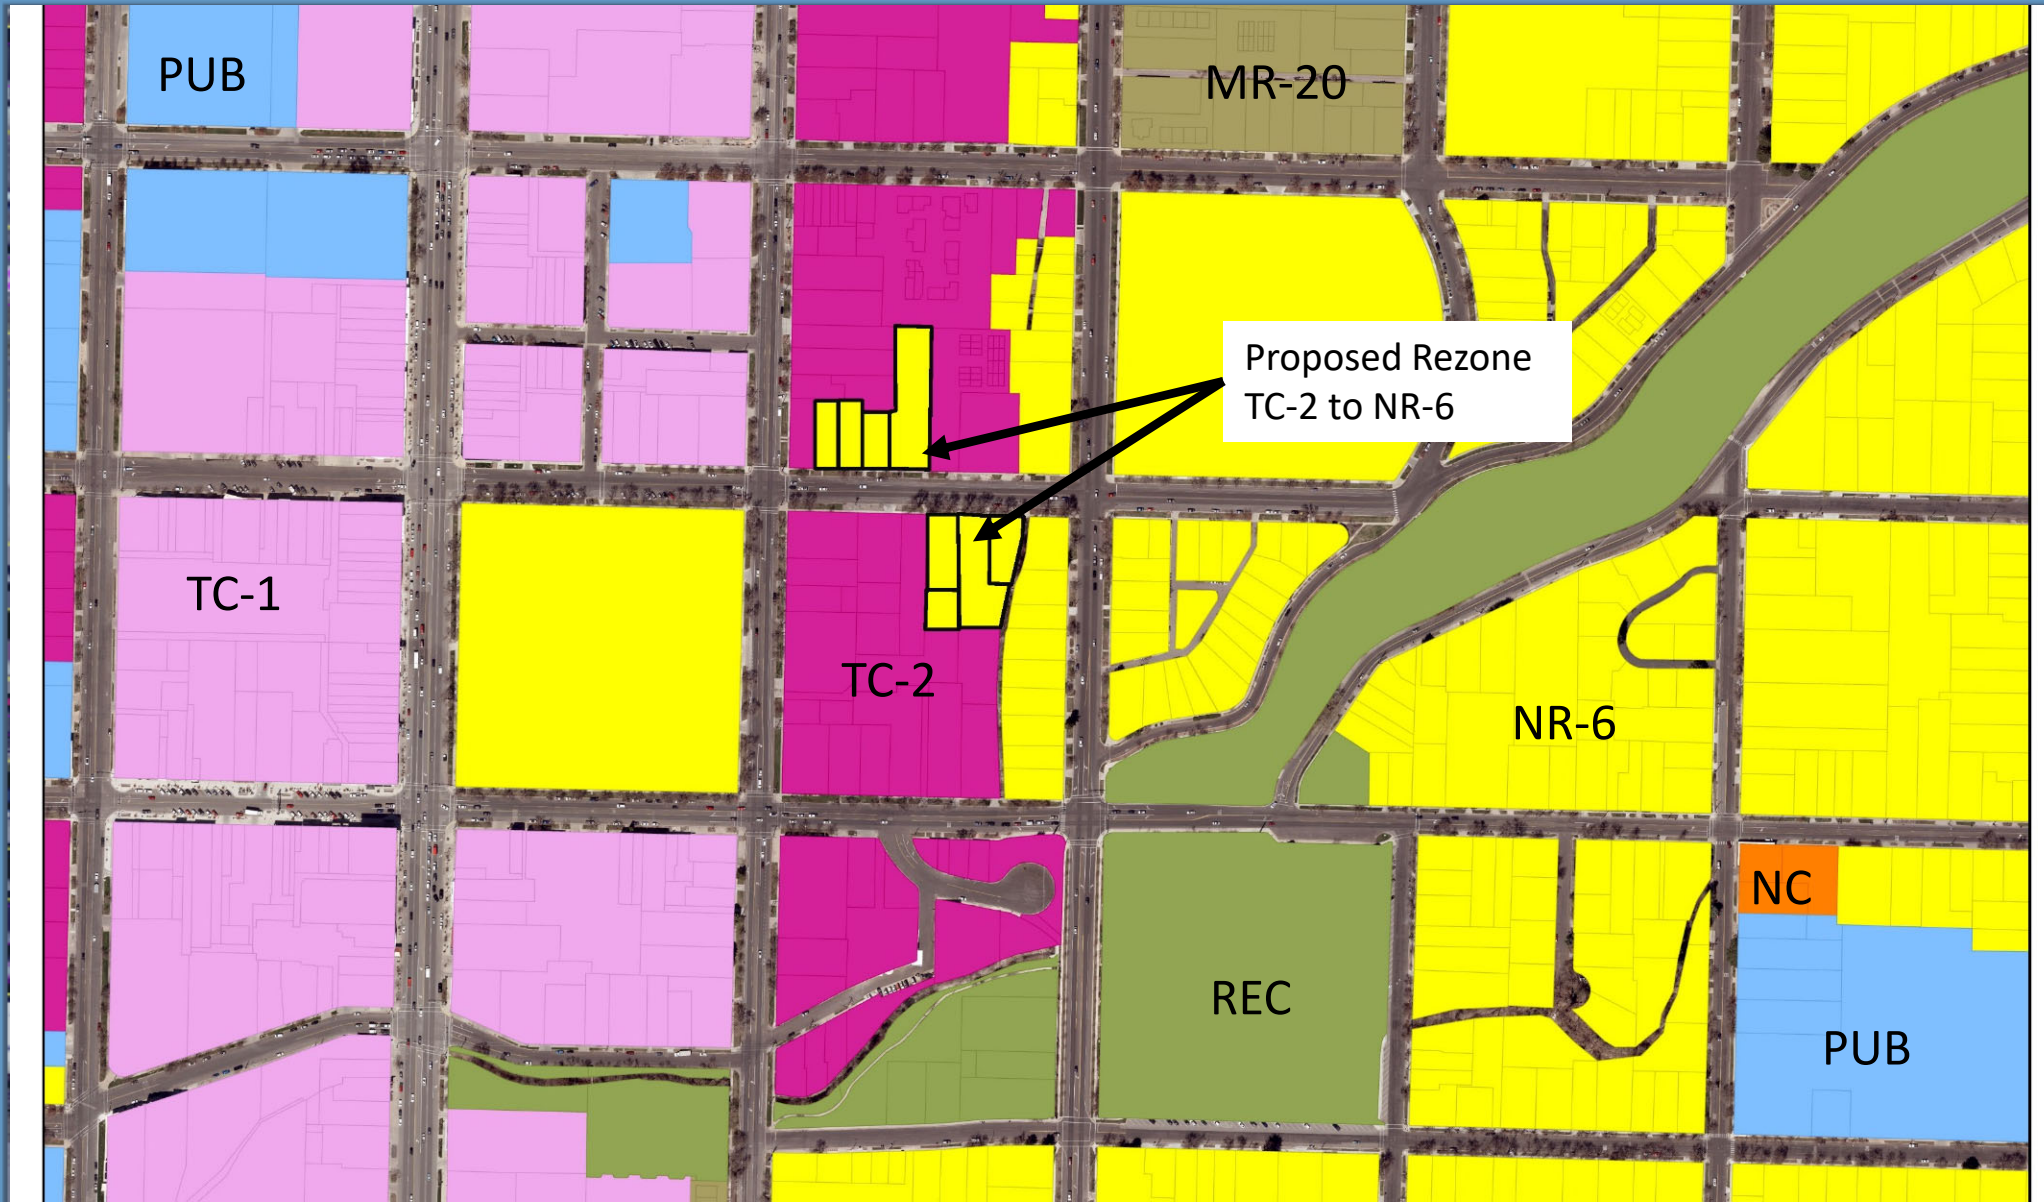 PUB
MR-20
Proposed Rezone
TC-2 to NR-6
TC-1
TC-2
NR-6
NC
REC
PUB